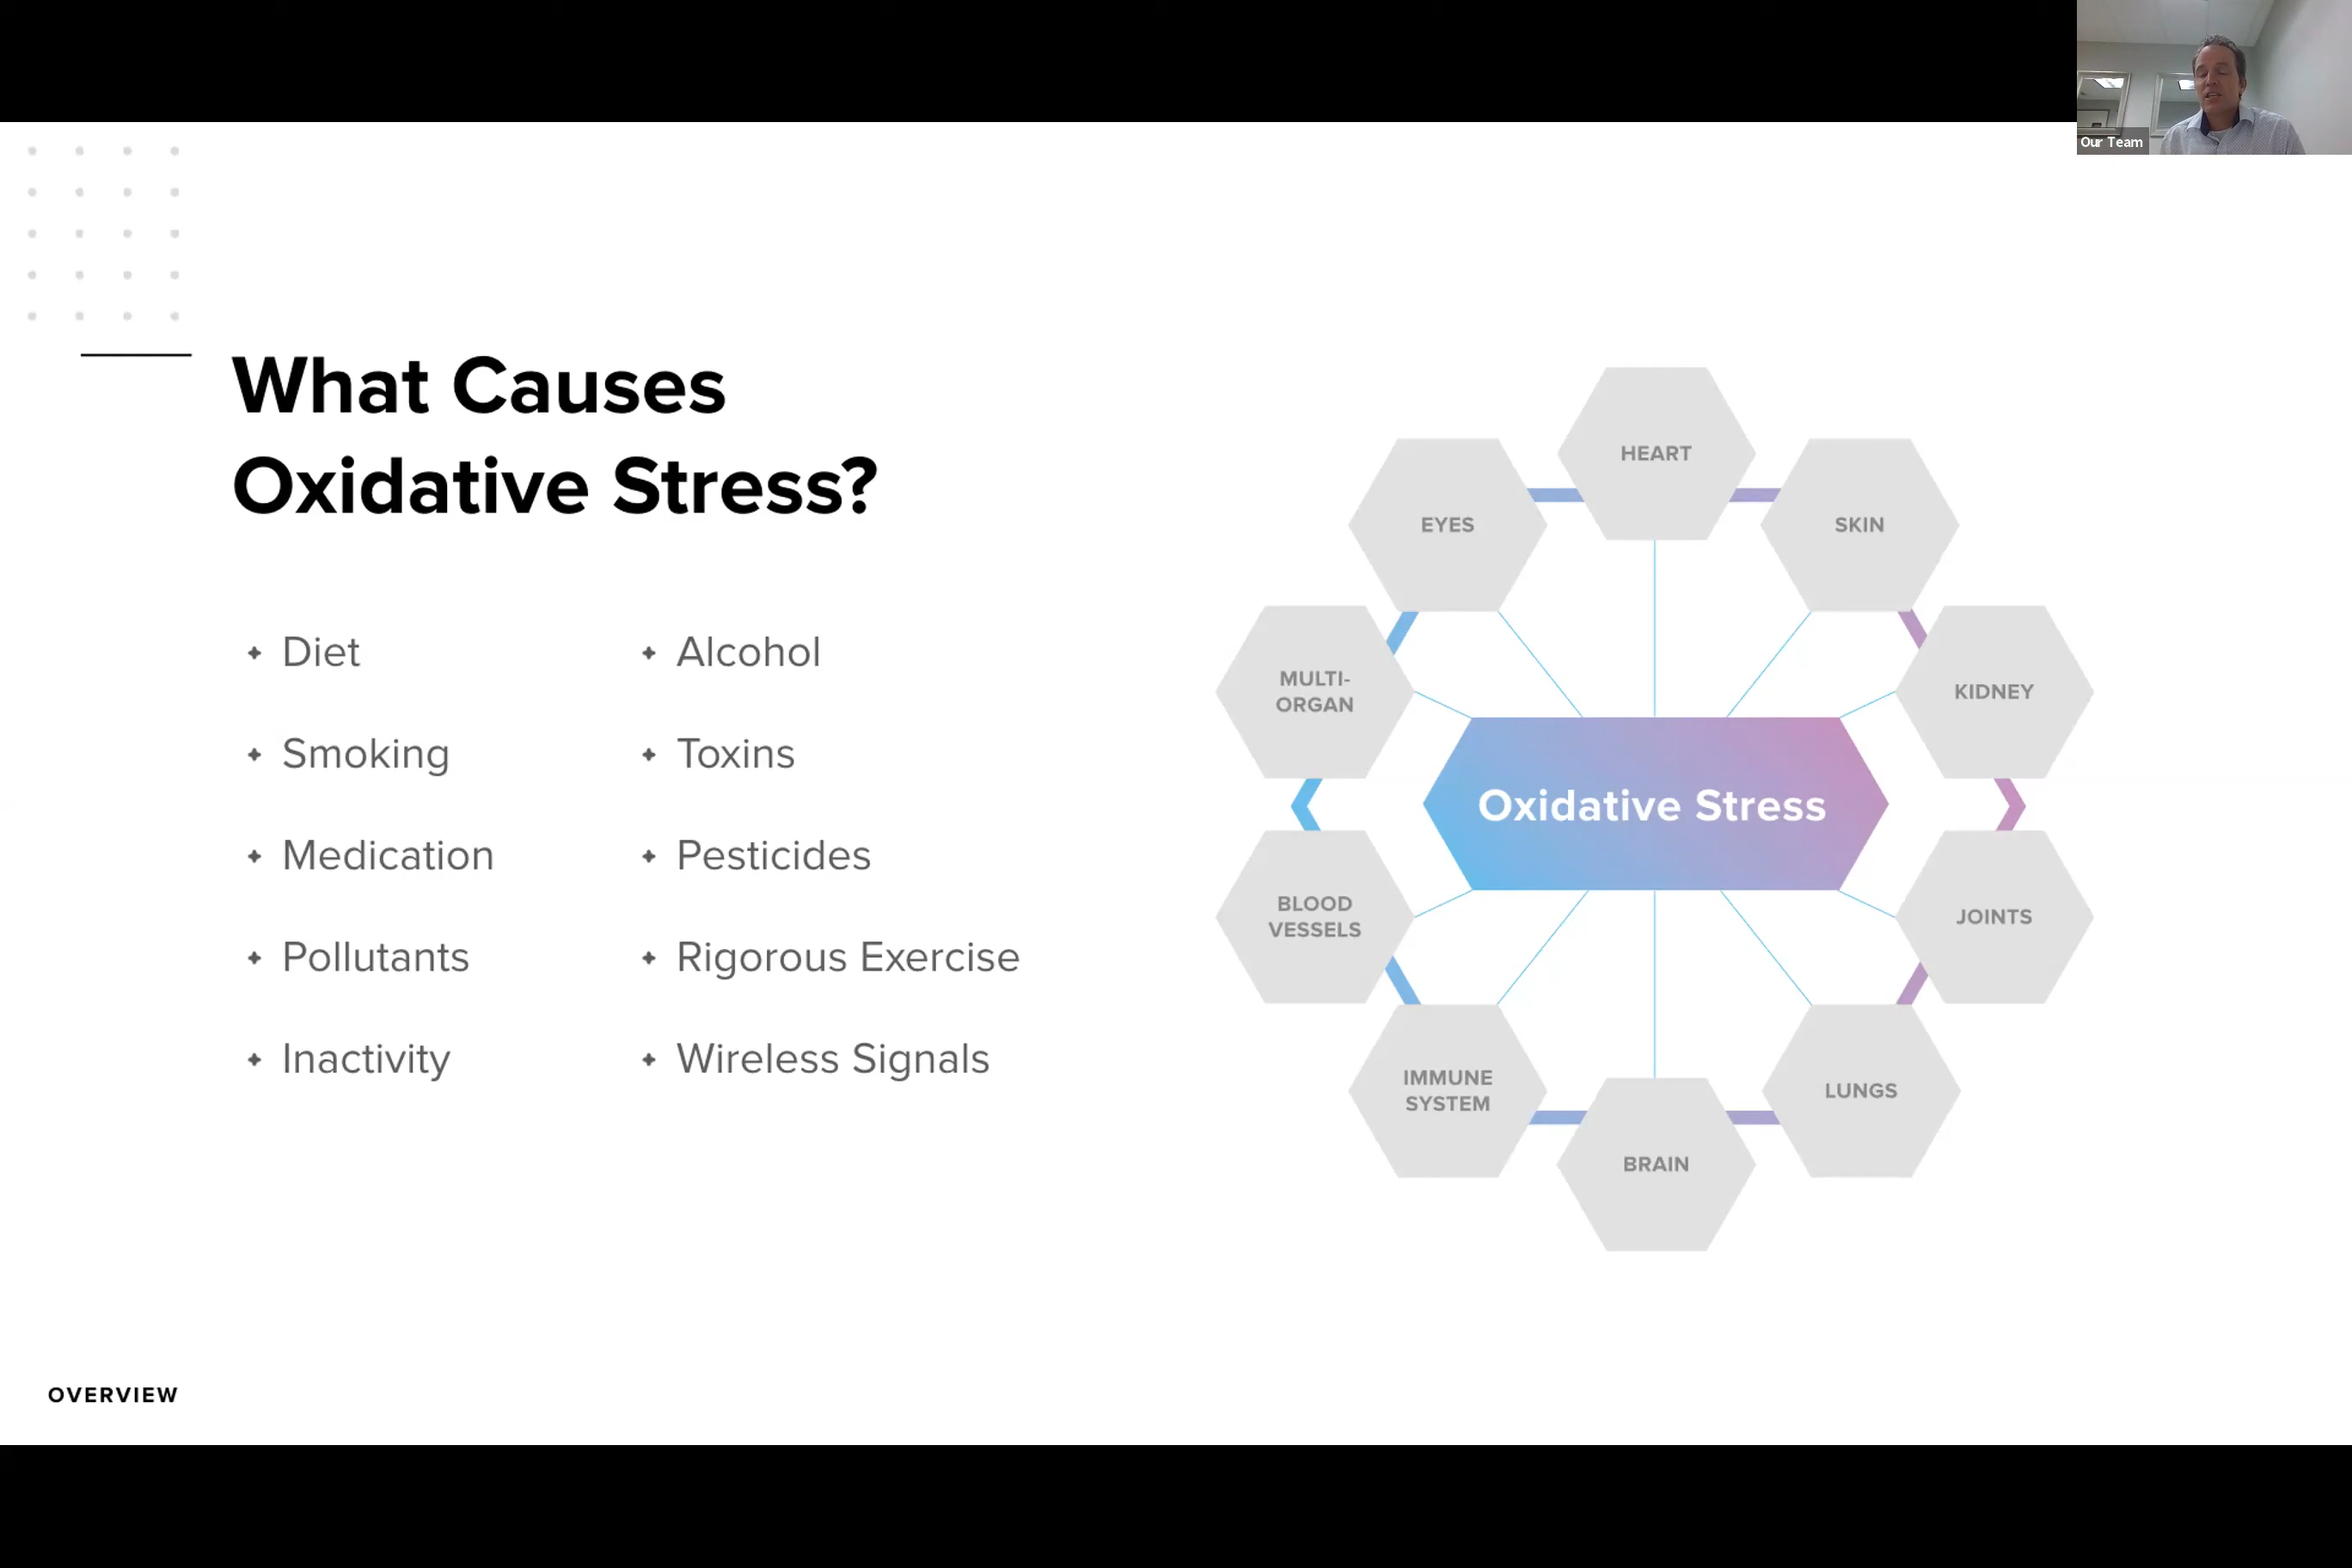 Our Team
What Causes
Oxidative Stress?
Diet
Smoking
Medication
Pollutants
Inactivity
Alcohol
Toxins
Pesticides
Rigorous Exercise
Wireless Signals
HEART
SKIN
KIDNEY
JOINTS
LUNGS
BRAIN
IMMUNE
SYSTEM
BLOOD
VESSELS
MULTI-
ORGAN
EYES
Oxidative Stress
OVERVIEW